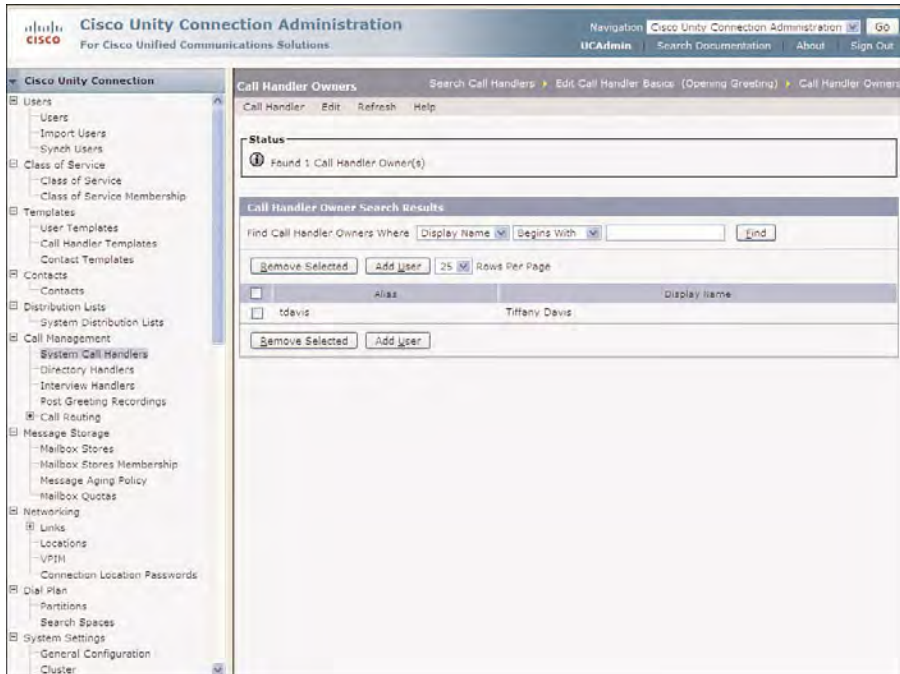 cisco
Cisco Unity Connection Administration
For Cisco Unified Communications Solutions
Navigation Cisco Unity Connection Administration Go
UCAdmin Search Documentation About Sign Out
Cisco Unity Connection
Users
Users
Import Users
Synch Users
Class of Service
Class of Service
Class of Service Membership
Templates
User Templates
Call Handler Templates
Contact Templates
Contacts
Contacts
Distribution Lists
System Distribution Lists
Call Management
System Call Handlers
Directory Handlers
Interview Handlers
Post Greeting Recordings
Call Routing
Message Storage
Mailbox Stores
Mailbox Stores Membership
Message Aging Policy
Mailbox Quotas
Networking
Links
Locations
VPIM
Connection Location Passwords
Dial Plan
Partitions
Search Spaces
System Settings
General Configuration
Cluster
Call Handler Owners
Search Call Handlers Edit Call Handler Basics (Opening Greeting) Call Handler Owners
Call Handler Edit Refresh Help
Status
Found 1 Call Handler Owner(s)
Call Handler Owner Search Results
Find Call Handler Owners Where Display Name Begins With Find
Remove Selected Add User 25 Rows Per Page
Alias Display Name
tdavis Tiffany Davis
Remove Selected Add User